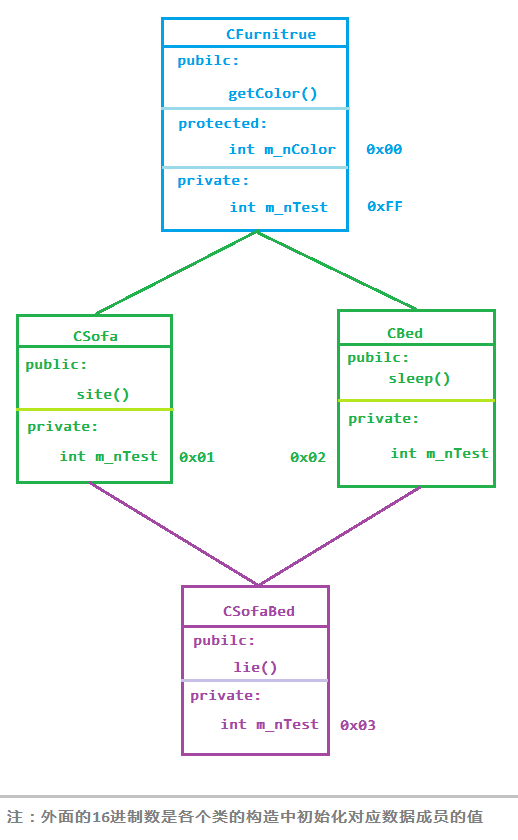 CFurnitrue
pubilc:
getColor()
protected:
int m_nColor 0x00
private:
int m_nTest 0xFF
CSofa
public:
site()
private:
int m_nTest 0x01
CBed
pubilc:
sleep()
private:
0x02 int m_nTest
CSofaBed
pubilc:
lie()
private:
int m_nTest 0x03
注：外面的16进制数是各个类的构造中初始化对应数据成员的值